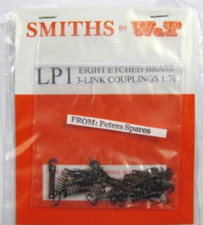 SMITHS BY W&T
LP1 EIGHT ETCHED BRASS
3-LINK COUPLINGS 1:76
FROM: Peters Spares